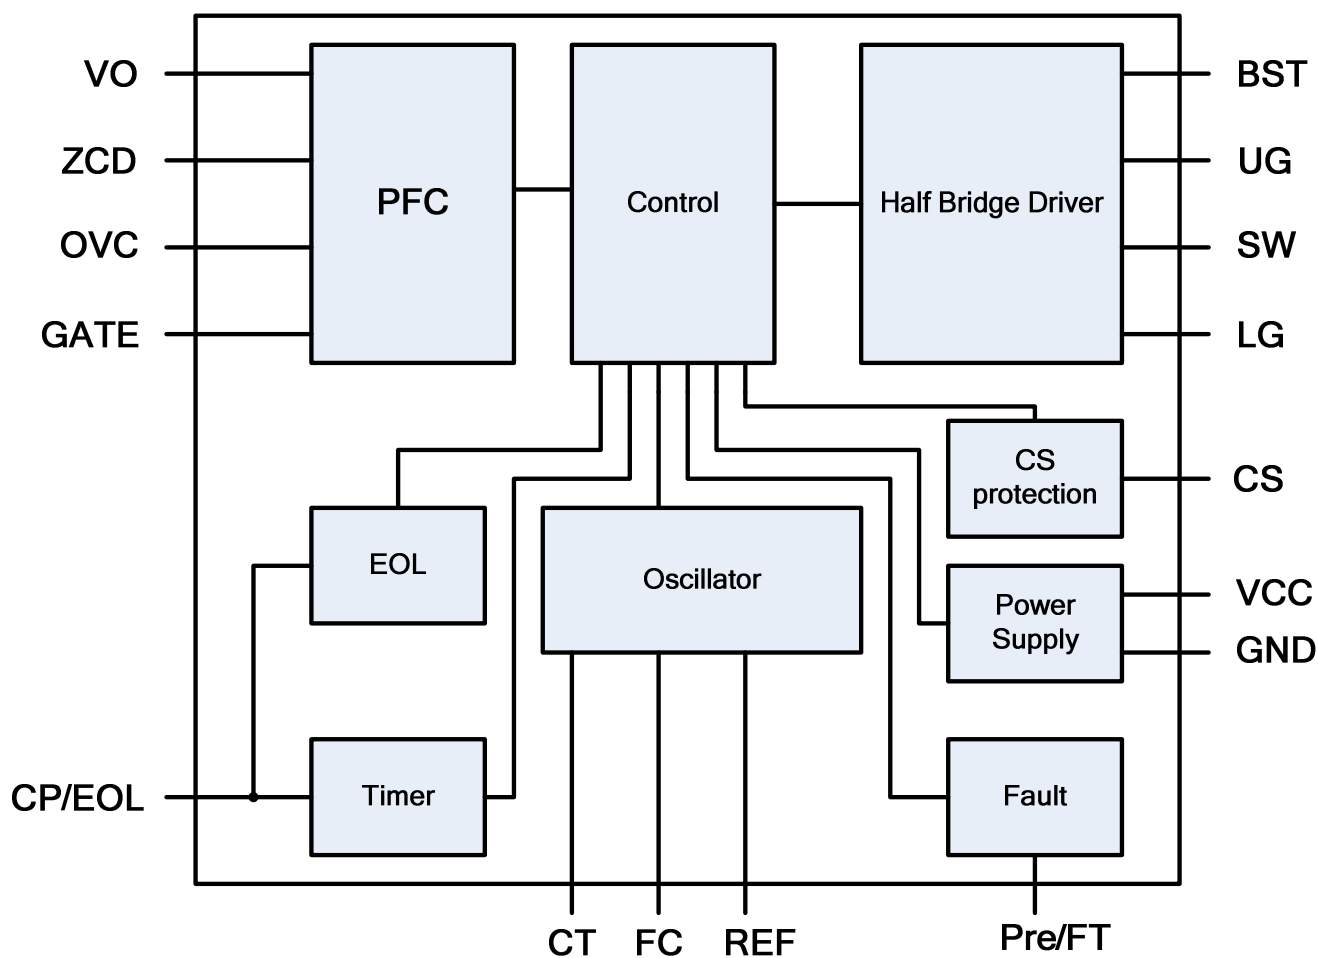 VO
ZCD
OVC
GATE
PFC
Control
Half Bridge Driver
BST
UG
SW
LG
CS
protection
CS
EOL
Oscillator
Power
Supply
VCC
GND
CP/EOL
Timer
Fault
CT
FC
REF
Pre/FT